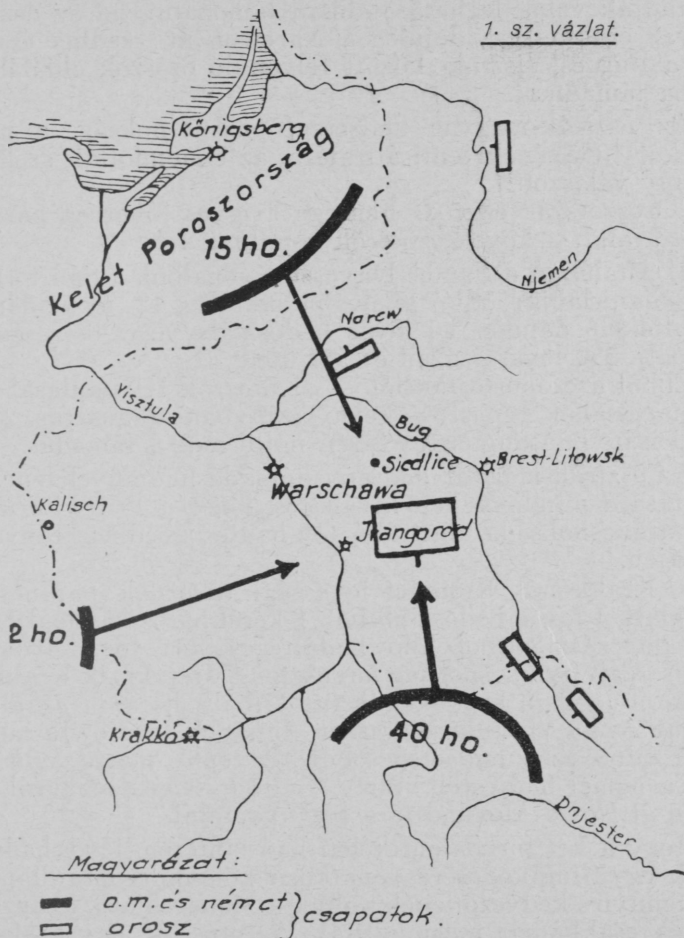 1. sz. vázlat.
Kőnigsberg
Kelet Poroszország
15 ho.
Njemen
Narew
Visztula
Bug
Siedlice
Brest-Litowsk
Warschawa
Kalisch
Jvangorod
2 ho.
Krakkó
40 ho.
Dnjester
Magyarázat:
o.m. és német
orosz
csapatok.